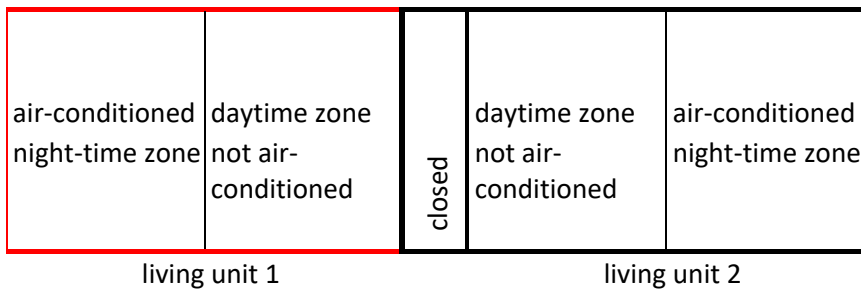 air-conditioned
night-time zone
daytime zone
not air-
conditioned
closed
daytime zone
not air-
conditioned
air-conditioned
night-time zone
living unit 1
living unit 2